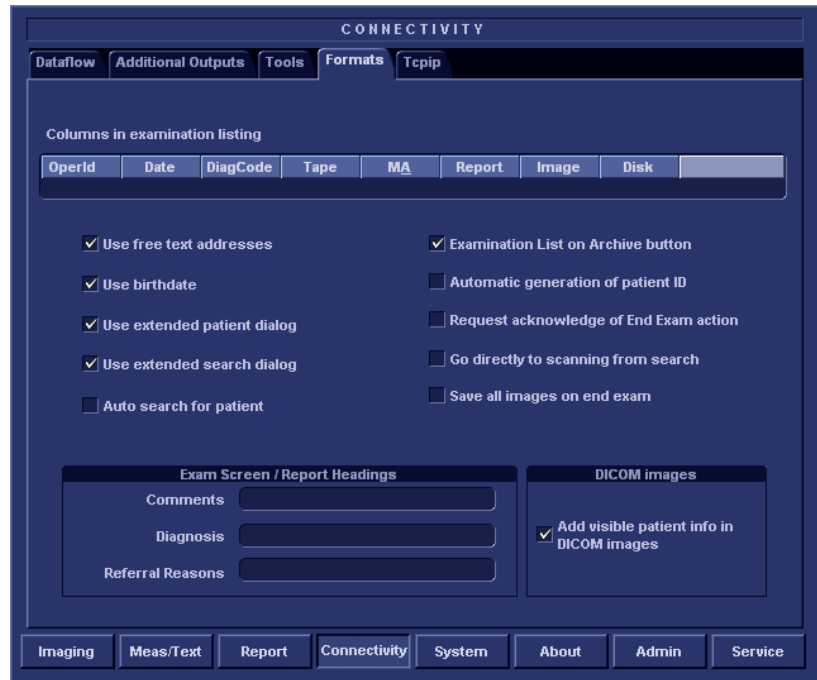 CONNECTIVITY
Dataflow Additional Outputs Tools Formats Tcpip
Columns in examination listing
OperId Date DiagCode Tape MA Report Image Disk
Use free text addresses
Use birthdate
Use extended patient dialog
Use extended search dialog
Auto search for patient
Examination List on Archive button
Automatic generation of patient ID
Request acknowledge of End Exam action
Go directly to scanning from search
Save all images on end exam
Exam Screen / Report Headings
Comments
Diagnosis
Referral Reasons
DICOM images
Add visible patient info in
DICOM images
Imaging Meas/Text Report Connectivity System About Admin Service